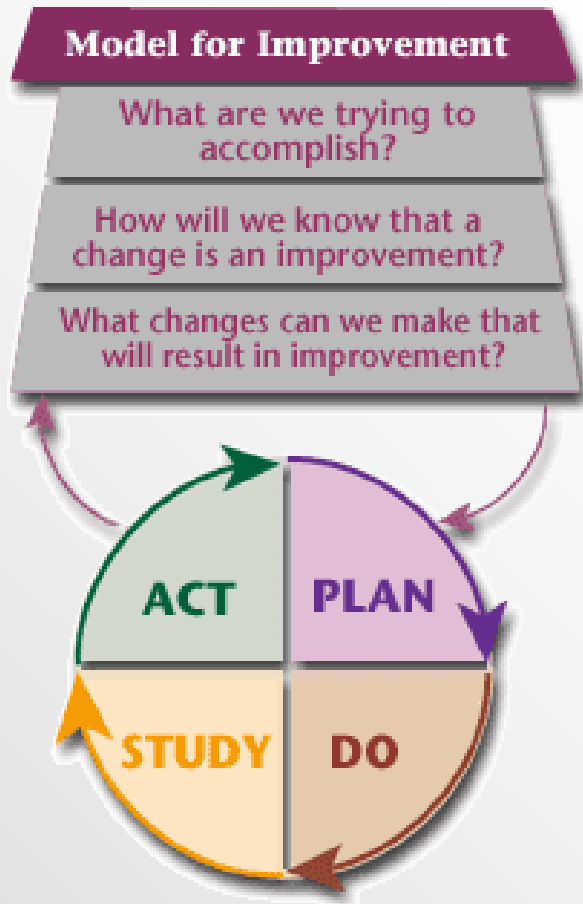 Model for Improvement
What are we trying to
accomplish?
How will we know that a
change is an improvement?
What changes can we make that
will result in improvement?
ACT
PLAN
STUDY
DO